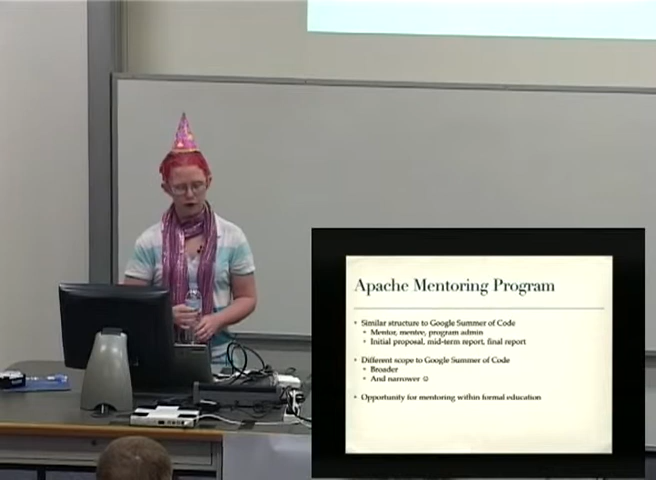 Apache Mentoring Program
• Similar structure to Google Summer of Code
• Mentor, mentee, program admin
• Initial proposal, mid-term report, final report
• Different scope to Google Summer of Code
• Broader
• And narrower ☺
• Opportunity for mentoring within formal education